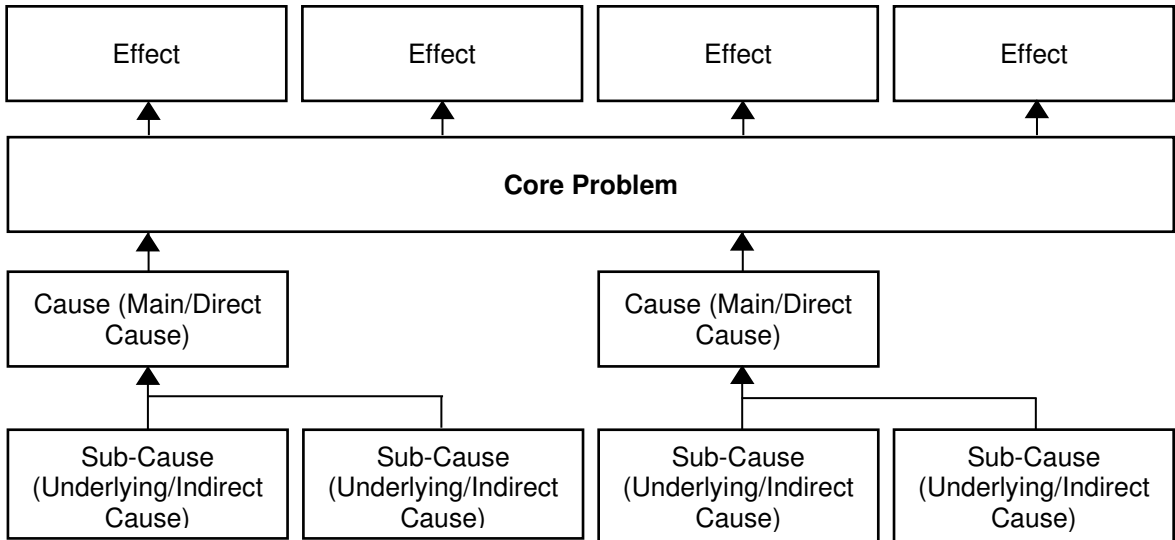 Effect
Effect
Effect
Effect
Core Problem
Cause (Main/Direct
Cause)
Cause (Main/Direct
Cause)
Sub-Cause
(Underlying/Indirect
Cause)
Sub-Cause
(Underlying/Indirect
Cause)
Sub-Cause
(Underlying/Indirect
Cause)
Sub-Cause
(Underlying/Indirect
Cause)